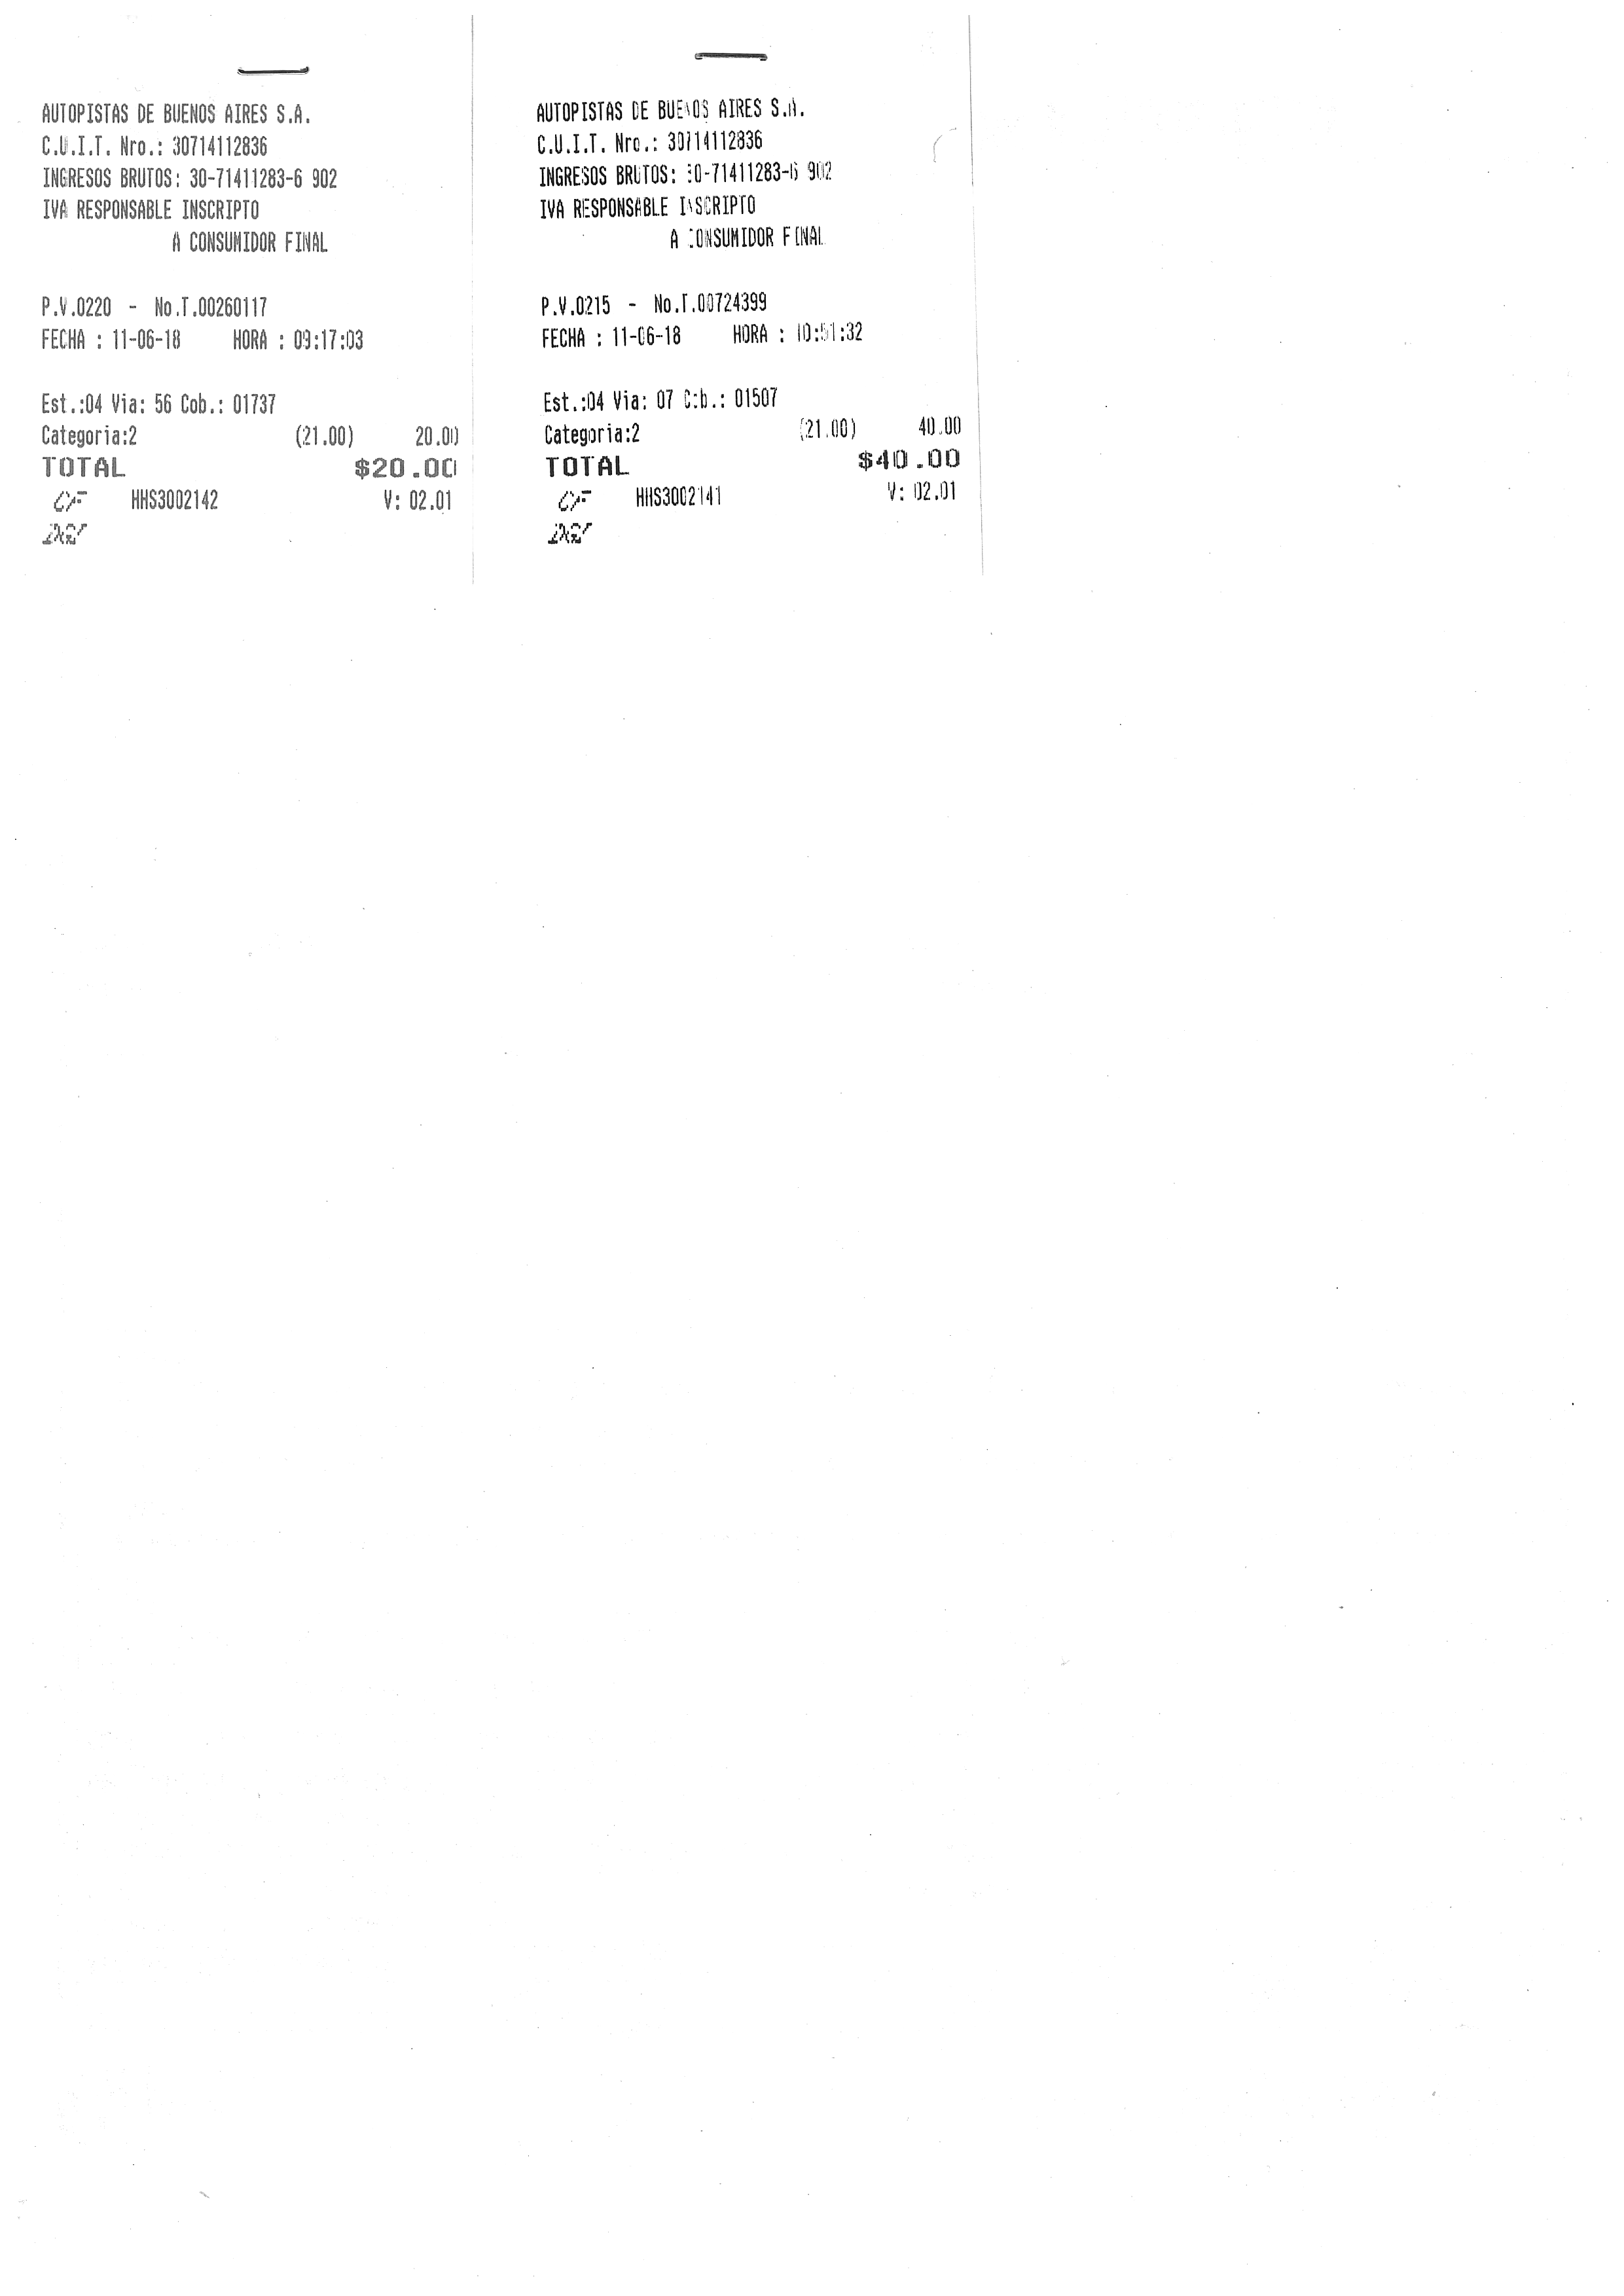 AUTOPISTAS DE BUENOS AIRES S.A.
C.U.I.T. Nro.: 30714112836
INGRESOS BRUTOS: 30-71411283-6 902
IVA RESPONSABLE INSCRIPTO
A CONSUMIDOR FINAL
P.V.0220 - No.T.00260117
FECHA : 11-06-18 HORA : 09:17:03
Est.:04 Via: 56 Cob.: 01737
Categoria:2 (21.00) 20.00
TOTAL $20.00
CF HHS3002142 V: 02.01
AUTOPISTAS DE BUENOS AIRES S.A.
C.U.I.T. Nro.: 30714112836
INGRESOS BRUTOS: 30-71411283-6 902
IVA RESPONSABLE INSCRIPTO
A CONSUMIDOR FINAL
P.V.0215 - No.T.00724399
FECHA : 11-06-18 HORA : 10:51:32
Est.:04 Via: 07 Cob.: 01507
Categoria:2 (21.00) 40.00
TOTAL $40.00
CF HHS3002141 V: 02.01